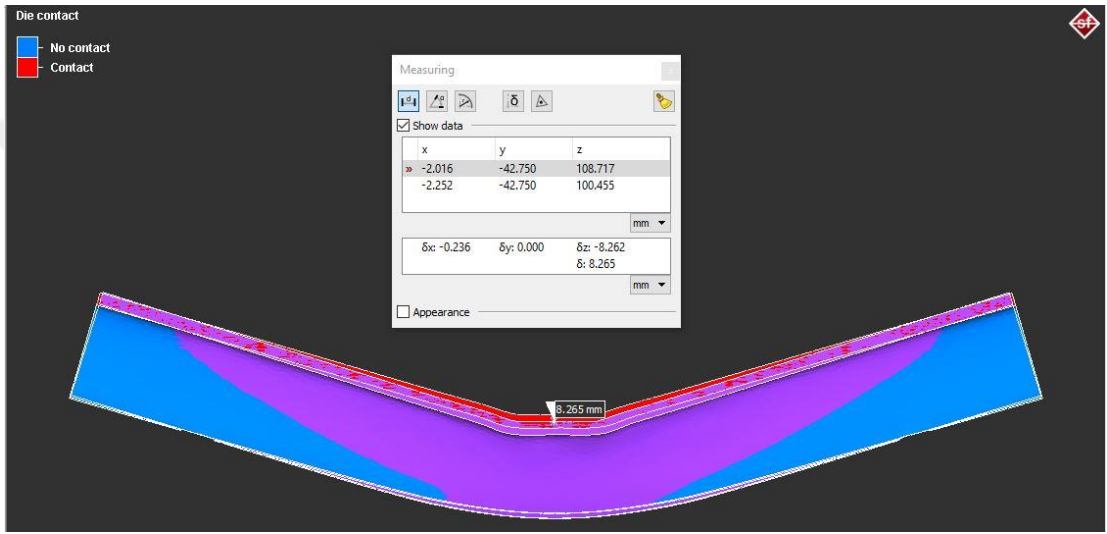 Die contact
No contact
Contact
sf
Measuring
d
δ
Show data
x y z
» -2.016 -42.750 108.717
-2.252 -42.750 100.455
mm
δx: -0.236 δy: 0.000 δz: -8.262
δ: 8.265
mm
Appearance
8.265 mm